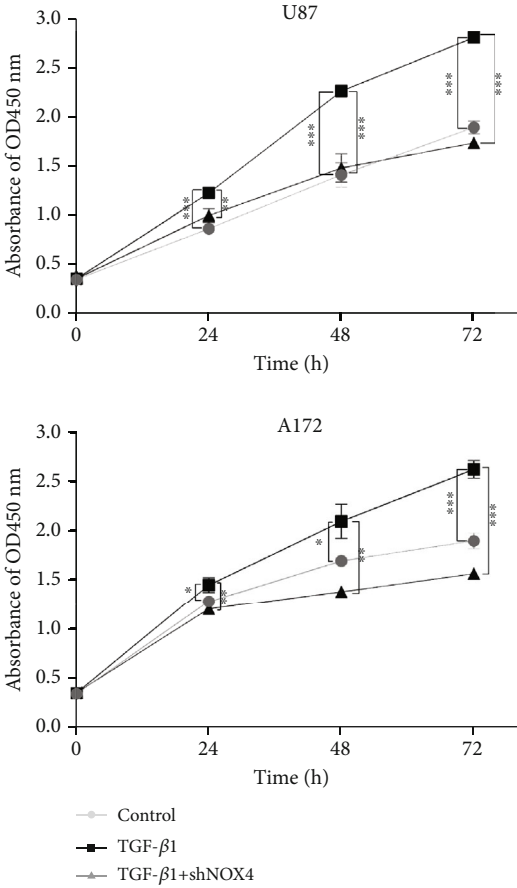 U87
Absorbance of OD450 nm
3.0
2.5
2.0
1.5
1.0
0.5
0.0
*** **
*** ***
*** ***
0 24 48 72
Time (h)
A172
Absorbance of OD450 nm
3.0
2.5
2.0
1.5
1.0
0.5
0.0
* **
* **
*** ***
0 24 48 72
Time (h)
Control
TGF-β1
TGF-β1+shNOX4